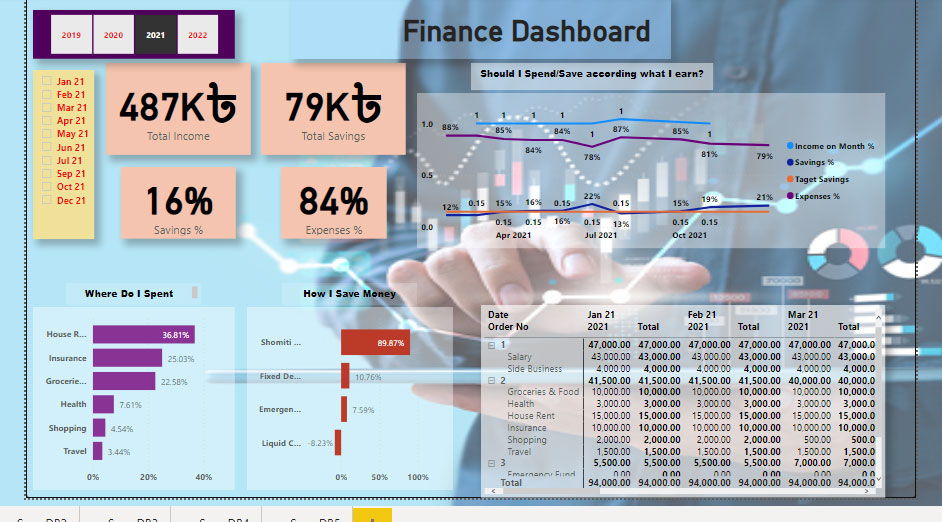 2019 2020 2021 2022
Finance Dashboard
Jan 21
Feb 21
Mar 21
Apr 21
May 21
Jun 21
Jul 21
Sep 21
Oct 21
Dec 21
487K৳
Total Income
79K৳
Total Savings
16%
Savings %
84%
Expenses %
Should I Spend/Save according what I earn?
1.0
0.5
0.0
88% 1 85% 1 84% 1 84% 1 78% 87% 1 85% 1 81% 79%
12% 0.15 15% 0.15 16% 0.15 16% 22% 0.15 0.15 13% 15% 0.15 19% 0.15 21%
Apr 2021 Jul 2021 Oct 2021
Income on Month %
Savings %
Taget Savings
Expenses %
Where Do I Spent
House R... 36.81%
Insurance 25.03%
Grocerie... 22.58%
Health 7.61%
Shopping 4.54%
Travel 3.44%
0% 20% 40%
How I Save Money
Shomiti ... 89.87%
Fixed De... 10.76%
Emergen... 7.59%
Liquid C... -8.23%
0% 50% 100%
Date Jan 21 Feb 21 Mar 21
Order No 2021 Total 2021 Total 2021 Total
1 47,000.00 47,000.00 47,000.00 47,000.00 47,000.00 47,000.0
Salary 43,000.00 43,000.00 43,000.00 43,000.00 43,000.00 43,000.0
Side Business 4,000.00 4,000.00 4,000.00 4,000.00 4,000.00 4,000.0
2 41,500.00 41,500.00 41,500.00 41,500.00 40,000.00 40,000.0
Groceries & Food 10,000.00 10,000.00 10,000.00 10,000.00 10,000.00 10,000.0
Health 3,000.00 3,000.00 3,000.00 3,000.00 3,000.00 3,000.0
House Rent 15,000.00 15,000.00 15,000.00 15,000.00 15,000.00 15,000.0
Insurance 10,000.00 10,000.00 10,000.00 10,000.00 10,000.00 10,000.0
Shopping 2,000.00 2,000.00 2,000.00 2,000.00 500.00 500.0
Travel 1,500.00 1,500.00 1,500.00 1,500.00 1,500.00 1,500.0
3 5,500.00 5,500.00 5,500.00 5,500.00 7,000.00 7,000.0
Emergency Fund 0.00 0.00 0.00 0.00 0.00 0.0
Total 94,000.00 94,000.00 94,000.00 94,000.00 94,000.00 94,000.0